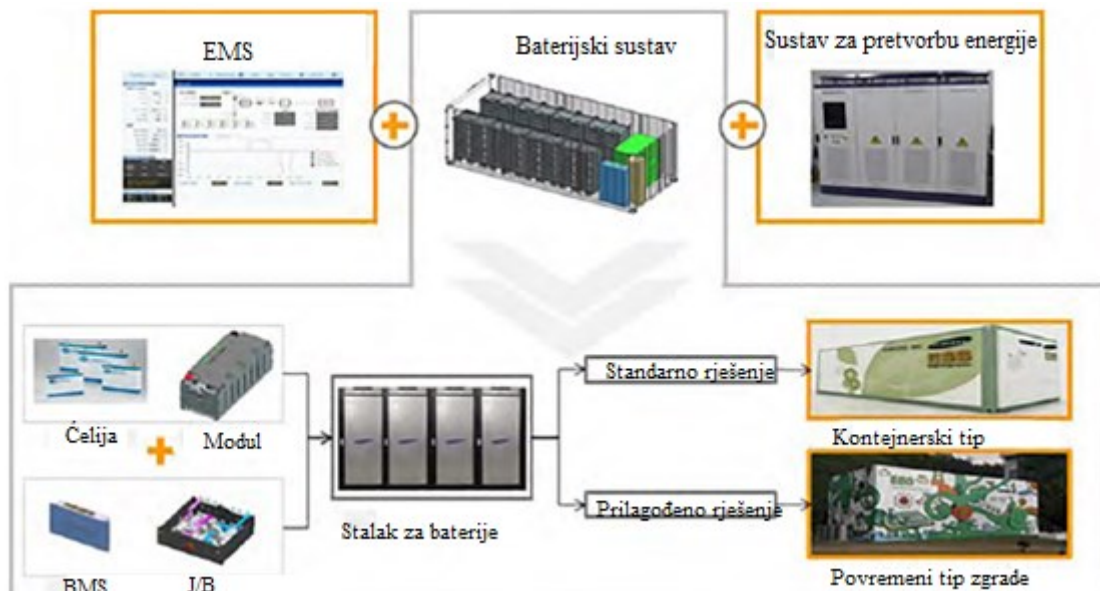 EMS
Baterijski sustav
Sustav za pretvorbu energije
Ćelija
Modul
BMS
J/B
Stalak za baterije
Standarno rješenje
Prilagođeno rješenje
Kontejnerski tip
Povremeni tip zgrade